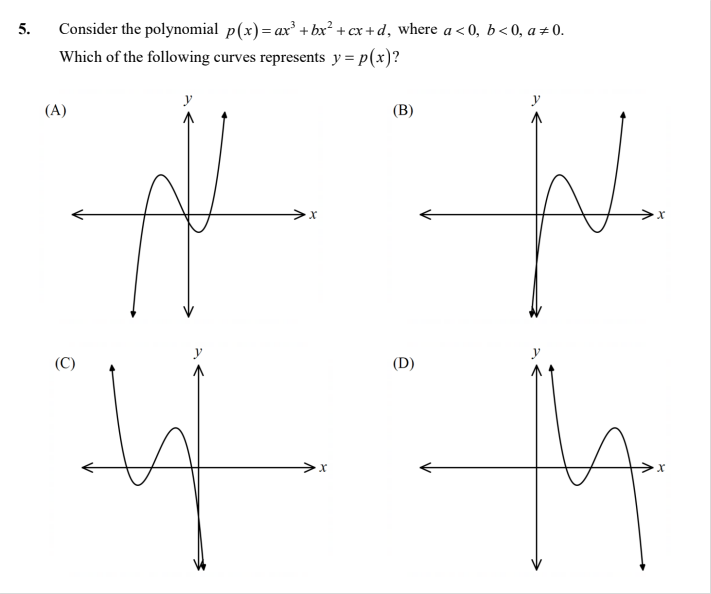 5. Consider the polynomial p(x) = ax³ + bx² + cx + d, where a < 0, b < 0, a ≠ 0.
Which of the following curves represents y = p(x)?
(A) y (B) y
x x
(C) y (D) y
x x